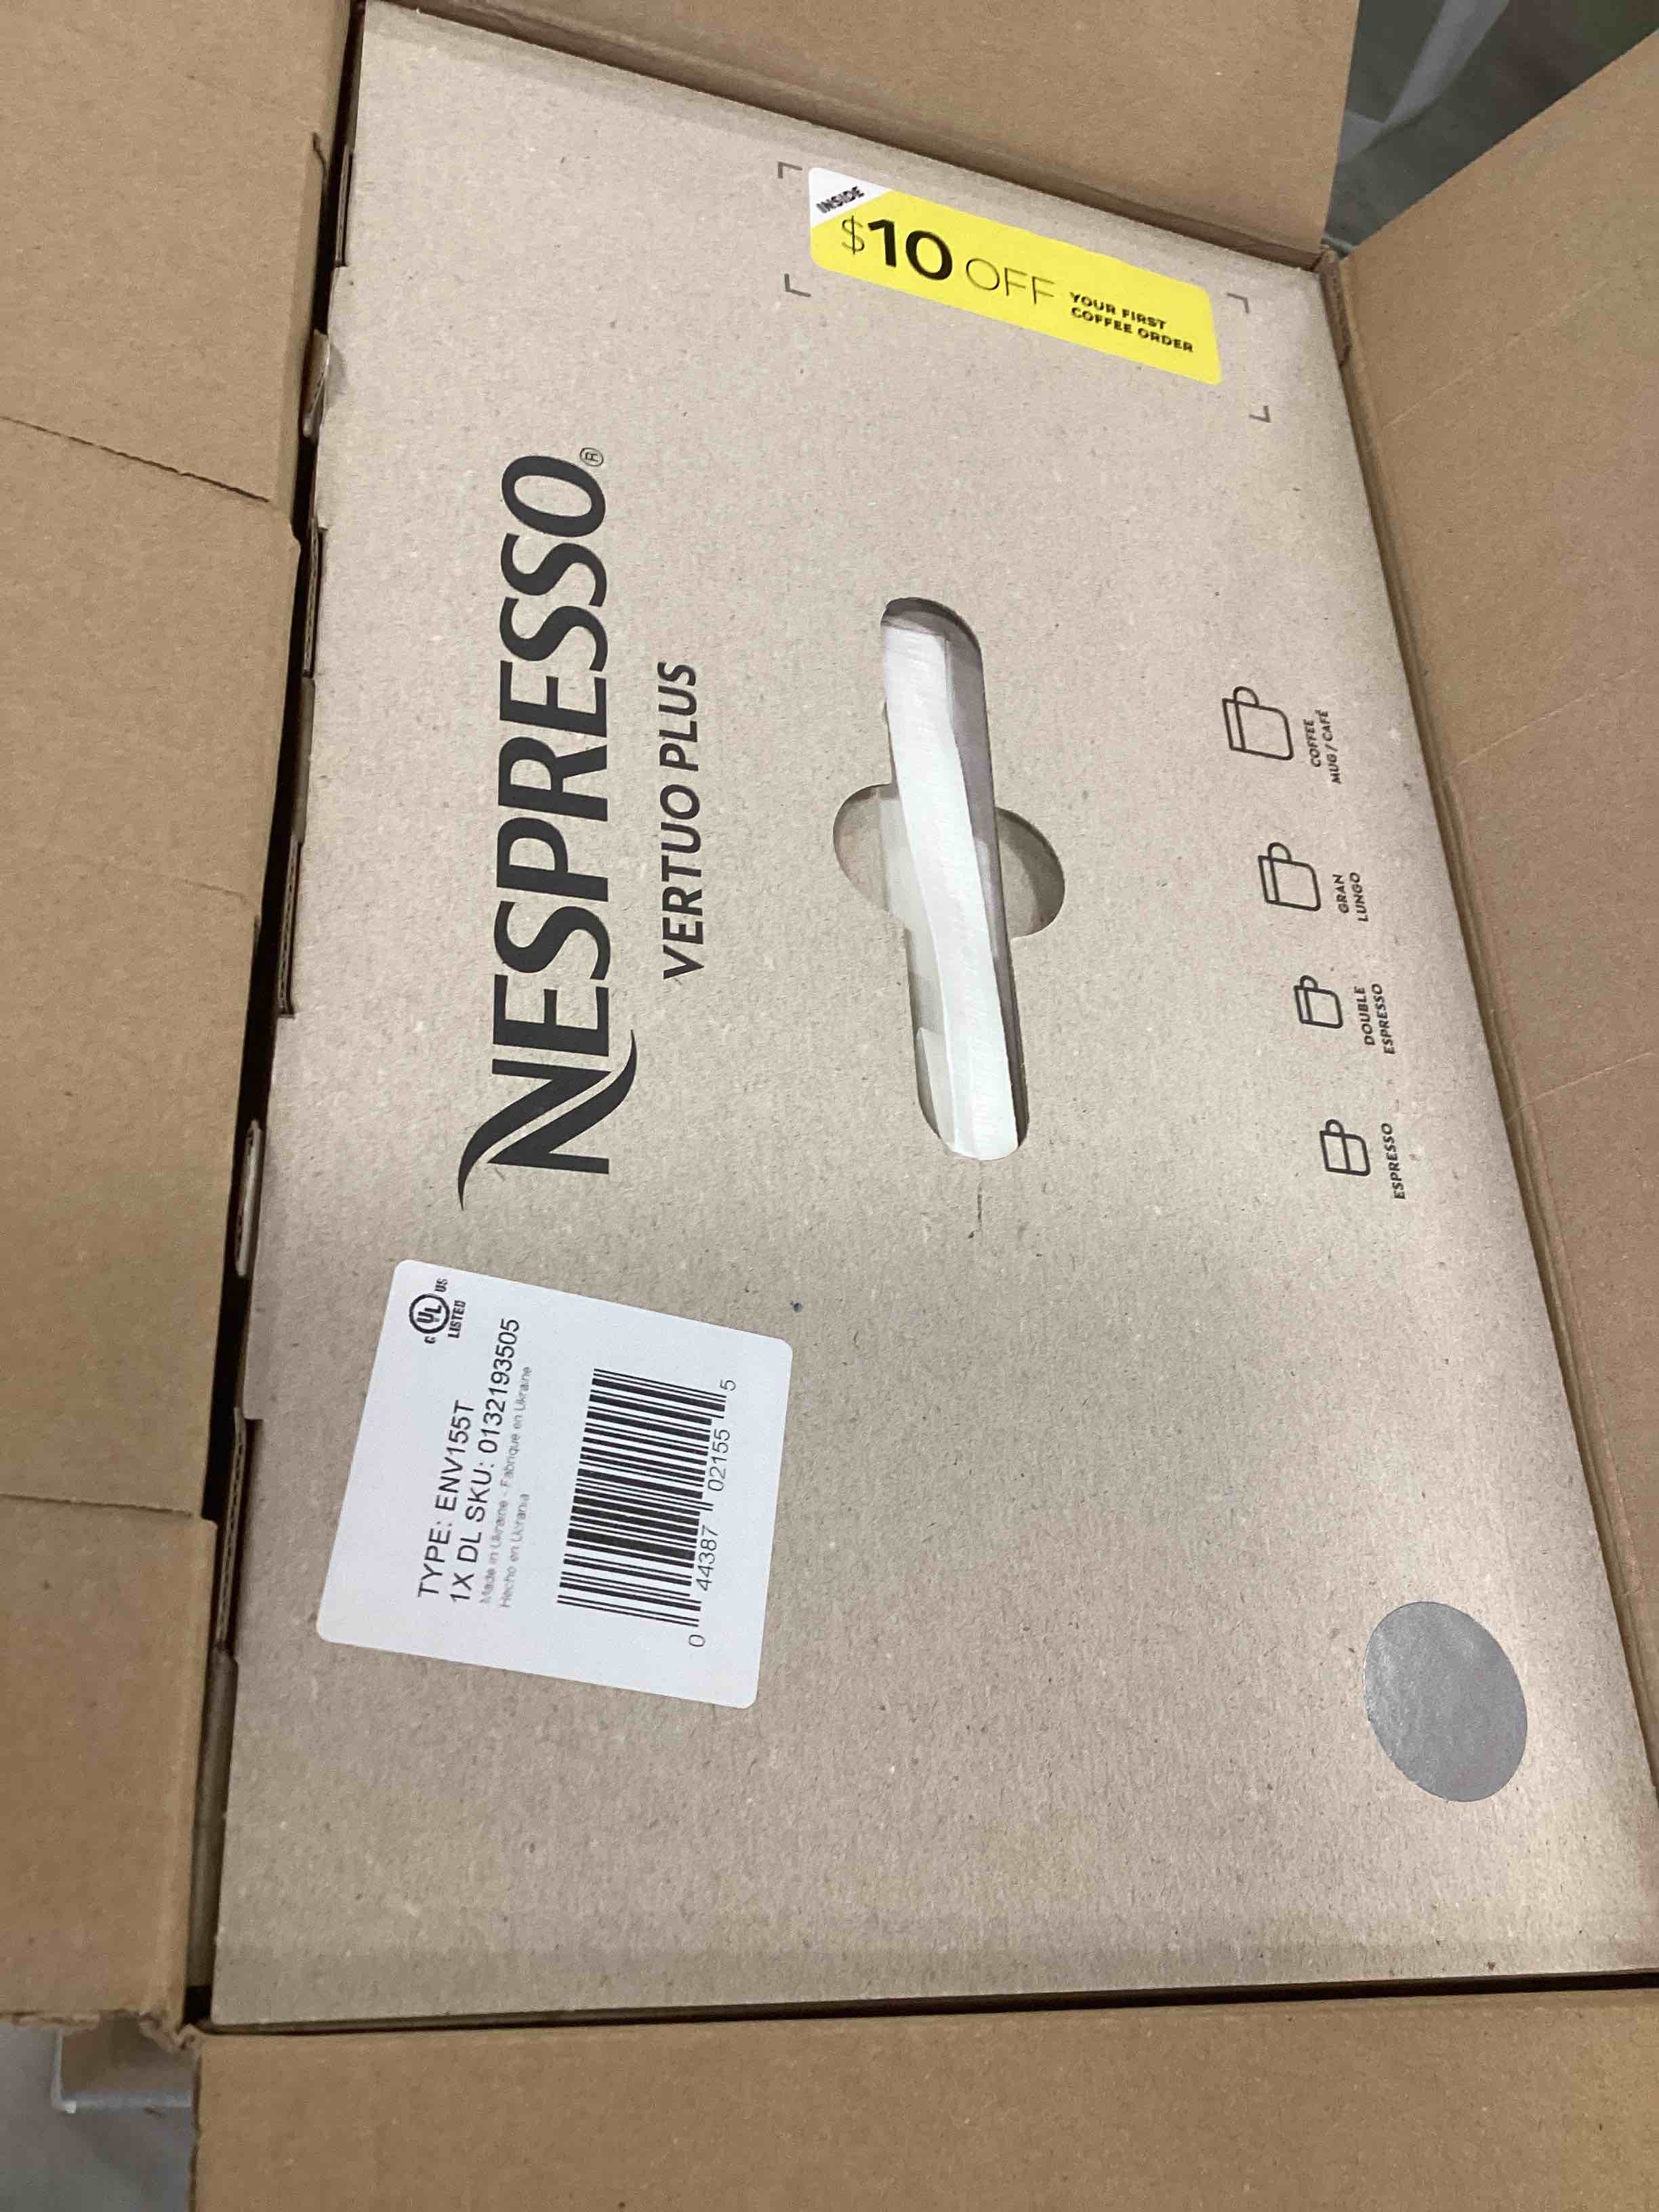 INSIDE
$10 OFF
YOUR FIRST
COFFEE ORDER
NESPRESSO®
VERTUO PLUS
COFFEE
MUG / CAFÉ
GRAN
LUNGO
DOUBLE
ESPRESSO
ESPRESSO
TYPE: ENV155T
1X DL SKU: 0132193505
Made in Ukraine - Fabriqué en Ukraine
Hecho en Ucrania
C UL US
LISTED
0 44387 02155 5